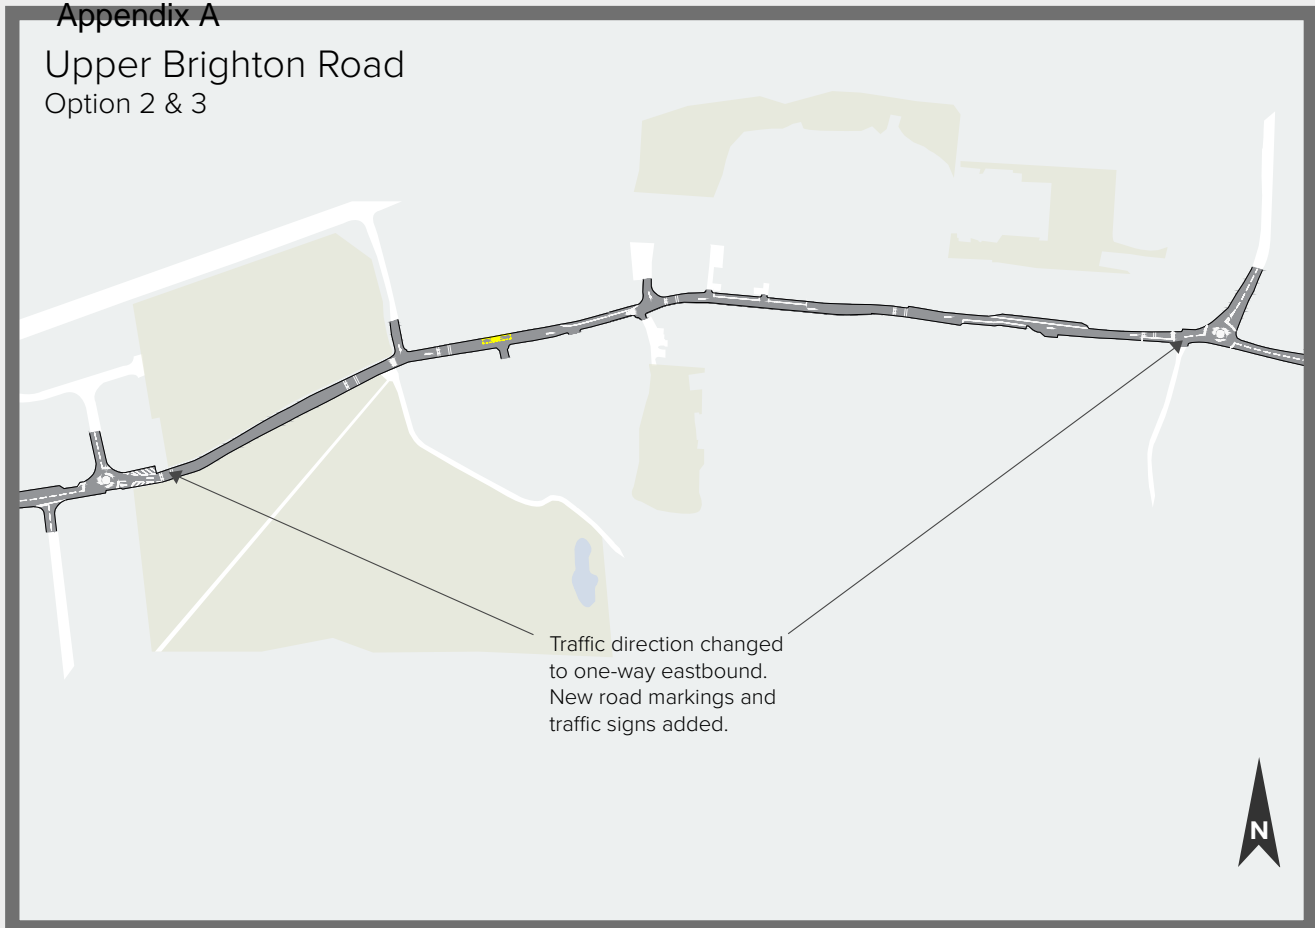 Appendix A
Upper Brighton Road
Option 2 & 3
Traffic direction changed
to one-way eastbound.
New road markings and
traffic signs added.
N